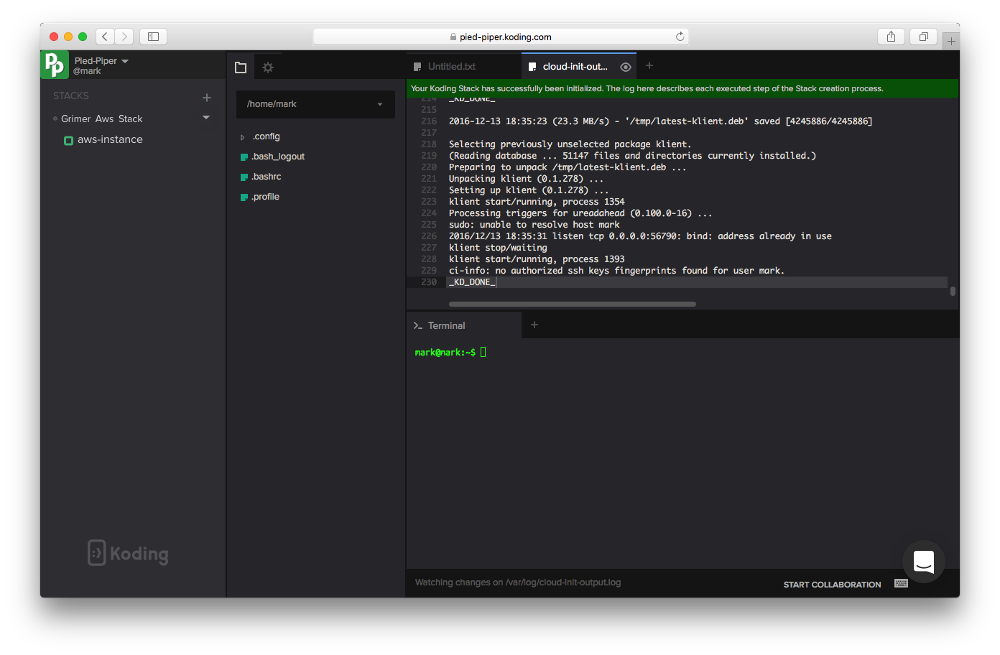 pied-piper.koding.com
Pp
Pied-Piper
@mark
STACKS
Grimer Aws Stack
aws-instance
Koding
/home/mark
.config
.bash_logout
.bashrc
.profile
Untitled.txt
cloud-init-out...
Your Koding Stack has successfully been initialized. The log here describes each executed step of the Stack creation process.
214 _KD_DONE_
215
216 2016-12-13 18:35:23 (23.3 MB/s) - '/tmp/latest-klient.deb' saved [4245886/4245886]
217
218 Selecting previously unselected package klient.
219 (Reading database ... 51147 files and directories currently installed.)
220 Preparing to unpack /tmp/latest-klient.deb ...
221 Unpacking klient (0.1.278) ...
222 Setting up klient (0.1.278) ...
223 klient start/running, process 1354
224 Processing triggers for ureadahead (0.100.0-16) ...
225 sudo: unable to resolve host mark
226 2016/12/13 18:35:31 listen tcp 0.0.0.0:56790: bind: address already in use
227 klient stop/waiting
228 klient start/running, process 1393
229 ci-info: no authorized ssh keys fingerprints found for user mark.
230 _KD_DONE_
Terminal
mark@mark:~$
Watching changes on /var/log/cloud-init-output.log
START COLLABORATION